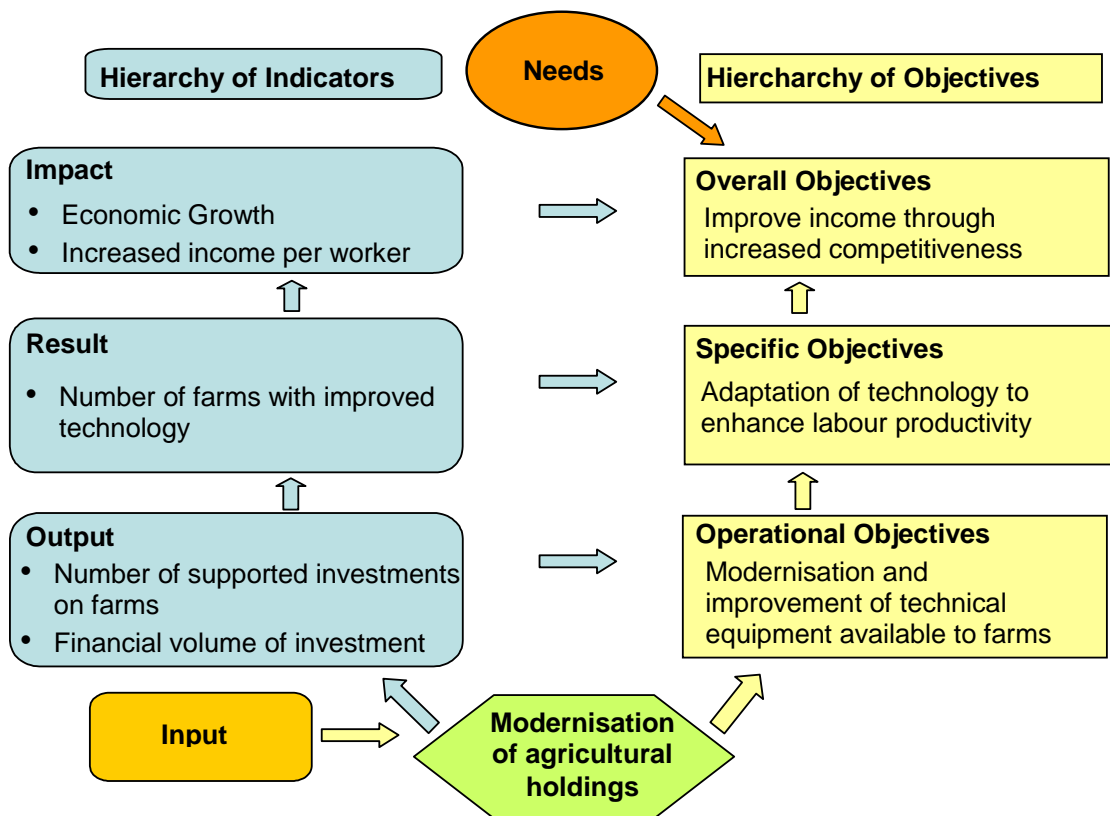 Needs
Hierarchy of Indicators
Hiercharchy of Objectives
Impact
• Economic Growth
• Increased income per worker
Overall Objectives
Improve income through
increased competitiveness
Result
• Number of farms with improved
technology
Specific Objectives
Adaptation of technology to
enhance labour productivity
Output
• Number of supported investments
on farms
• Financial volume of investment
Operational Objectives
Modernisation and
improvement of technical
equipment available to farms
Input
Modernisation
of agricultural
holdings